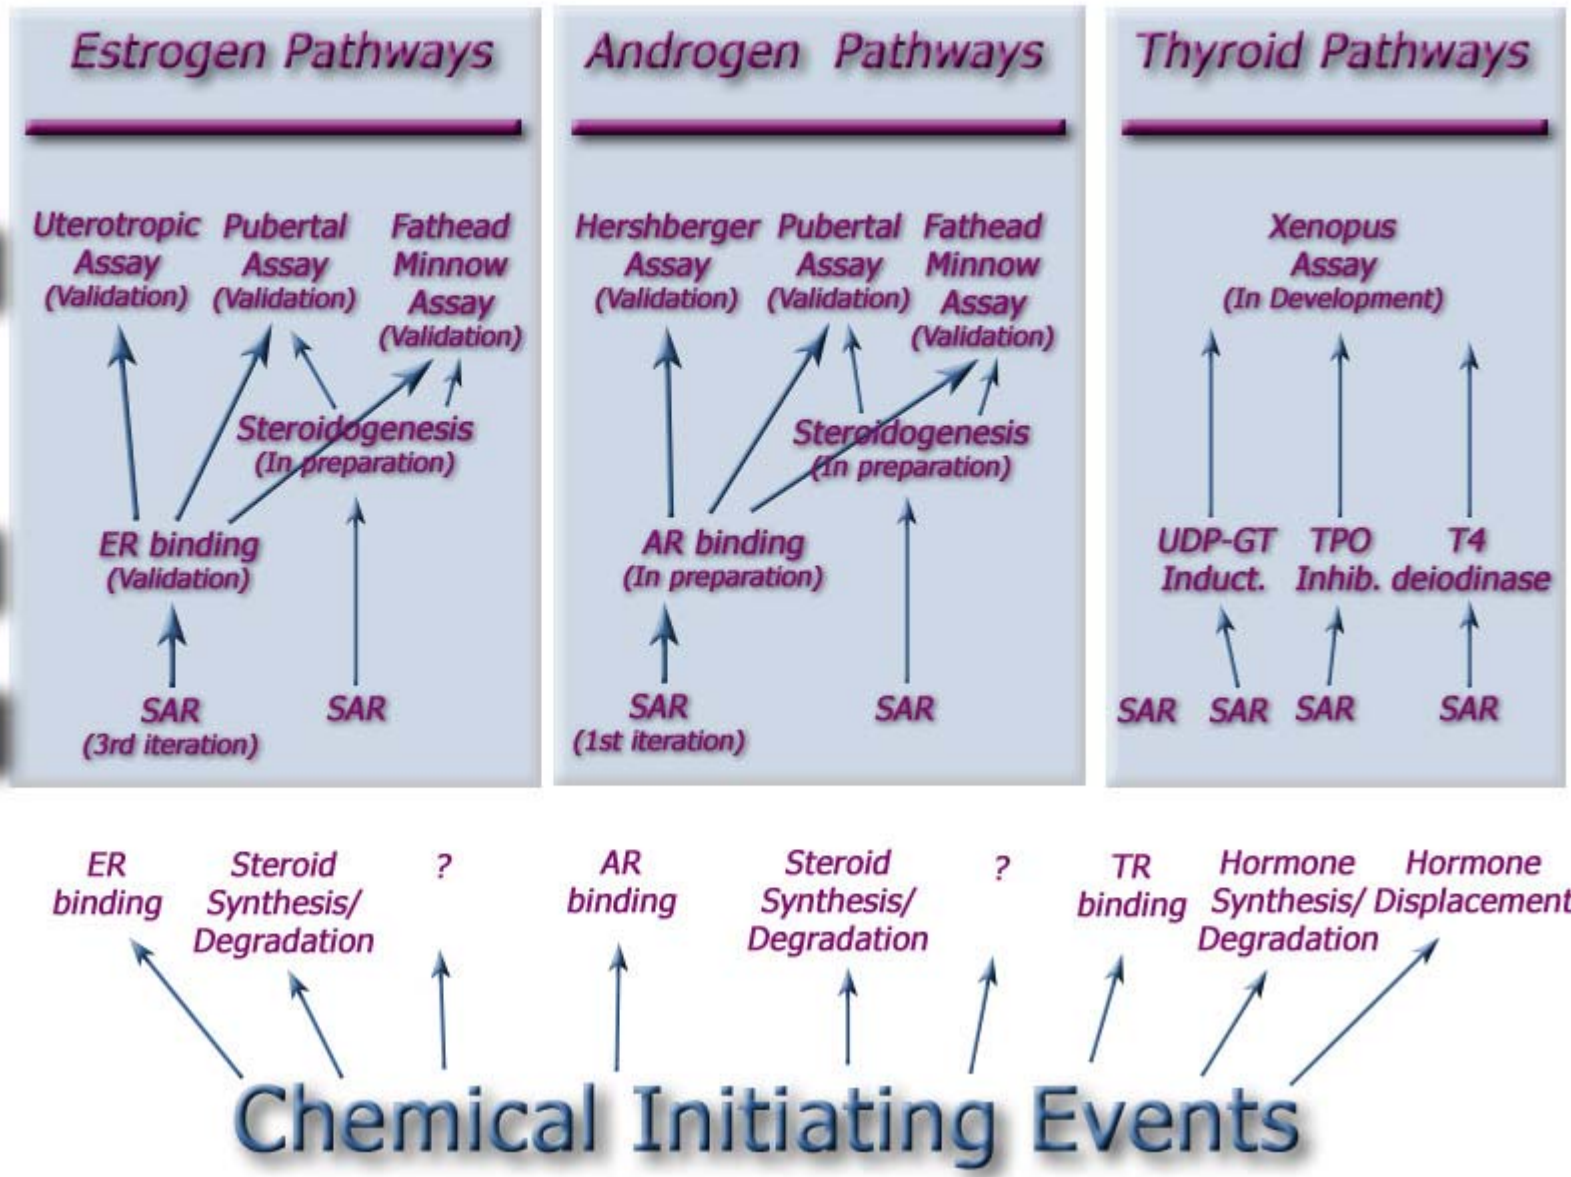 Estrogen Pathways
Uterotropic
Assay
(Validation)
Pubertal
Assay
(Validation)
Fathead
Minnow
Assay
(Validation)
Steroidogenesis
(In preparation)
ER binding
(Validation)
SAR
(3rd iteration)
SAR
Androgen Pathways
Hershberger
Assay
(Validation)
Pubertal
Assay
(Validation)
Fathead
Minnow
Assay
(Validation)
Steroidogenesis
(In preparation)
AR binding
(In preparation)
SAR
(1st iteration)
SAR
Thyroid Pathways
Xenopus
Assay
(In Development)
UDP-GT
Induct.
TPO
Inhib.
T4
deiodinase
SAR
SAR
SAR
SAR
ER
binding
Steroid
Synthesis/
Degradation
?
AR
binding
Steroid
Synthesis/
Degradation
?
TR
binding
Hormone
Synthesis/
Degradation
Hormone
Displacement
Chemical Initiating Events